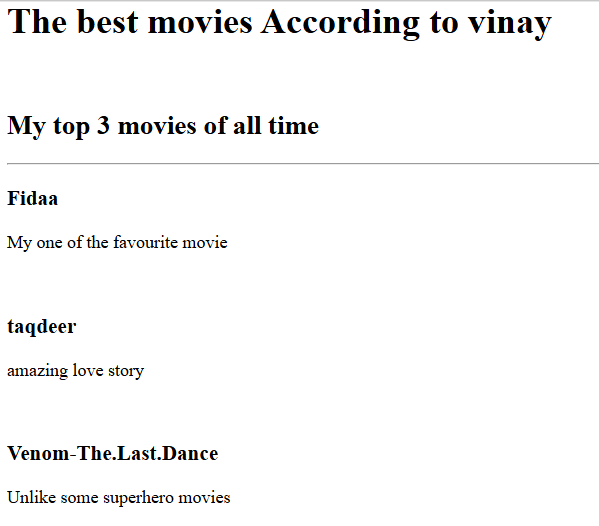 The best movies According to vinay
My top 3 movies of all time
Fidaa
My one of the favourite movie
taqdeer
amazing love story
Venom-The.Last.Dance
Unlike some superhero movies